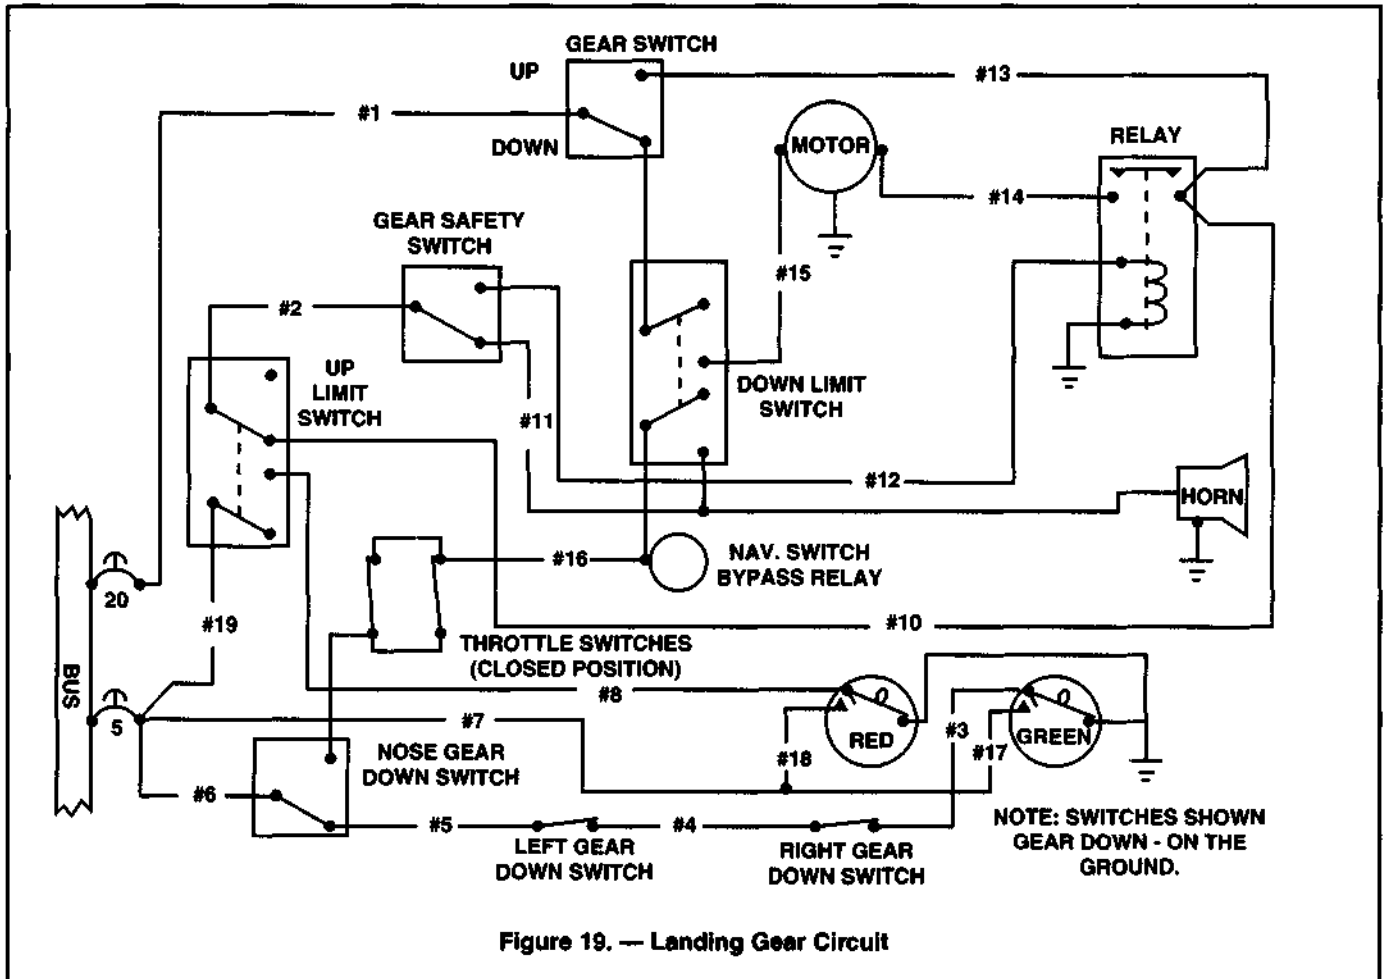 GEAR SWITCH
UP
#13
#1
DOWN
MOTOR
RELAY
#14
GEAR SAFETY
SWITCH
#15
#2
UP
LIMIT
SWITCH
DOWN LIMIT
SWITCH
#11
#12
HORN
NAV. SWITCH
BYPASS RELAY
#16
20
#19
#10
THROTTLE SWITCHES
(CLOSED POSITION)
BUS
#8
5
#7
#3
RED
GREEN
#18
#17
NOSE GEAR
DOWN SWITCH
#6
#5
#4
LEFT GEAR
DOWN SWITCH
RIGHT GEAR
DOWN SWITCH
NOTE: SWITCHES SHOWN
GEAR DOWN - ON THE
GROUND.
Figure 19. — Landing Gear Circuit